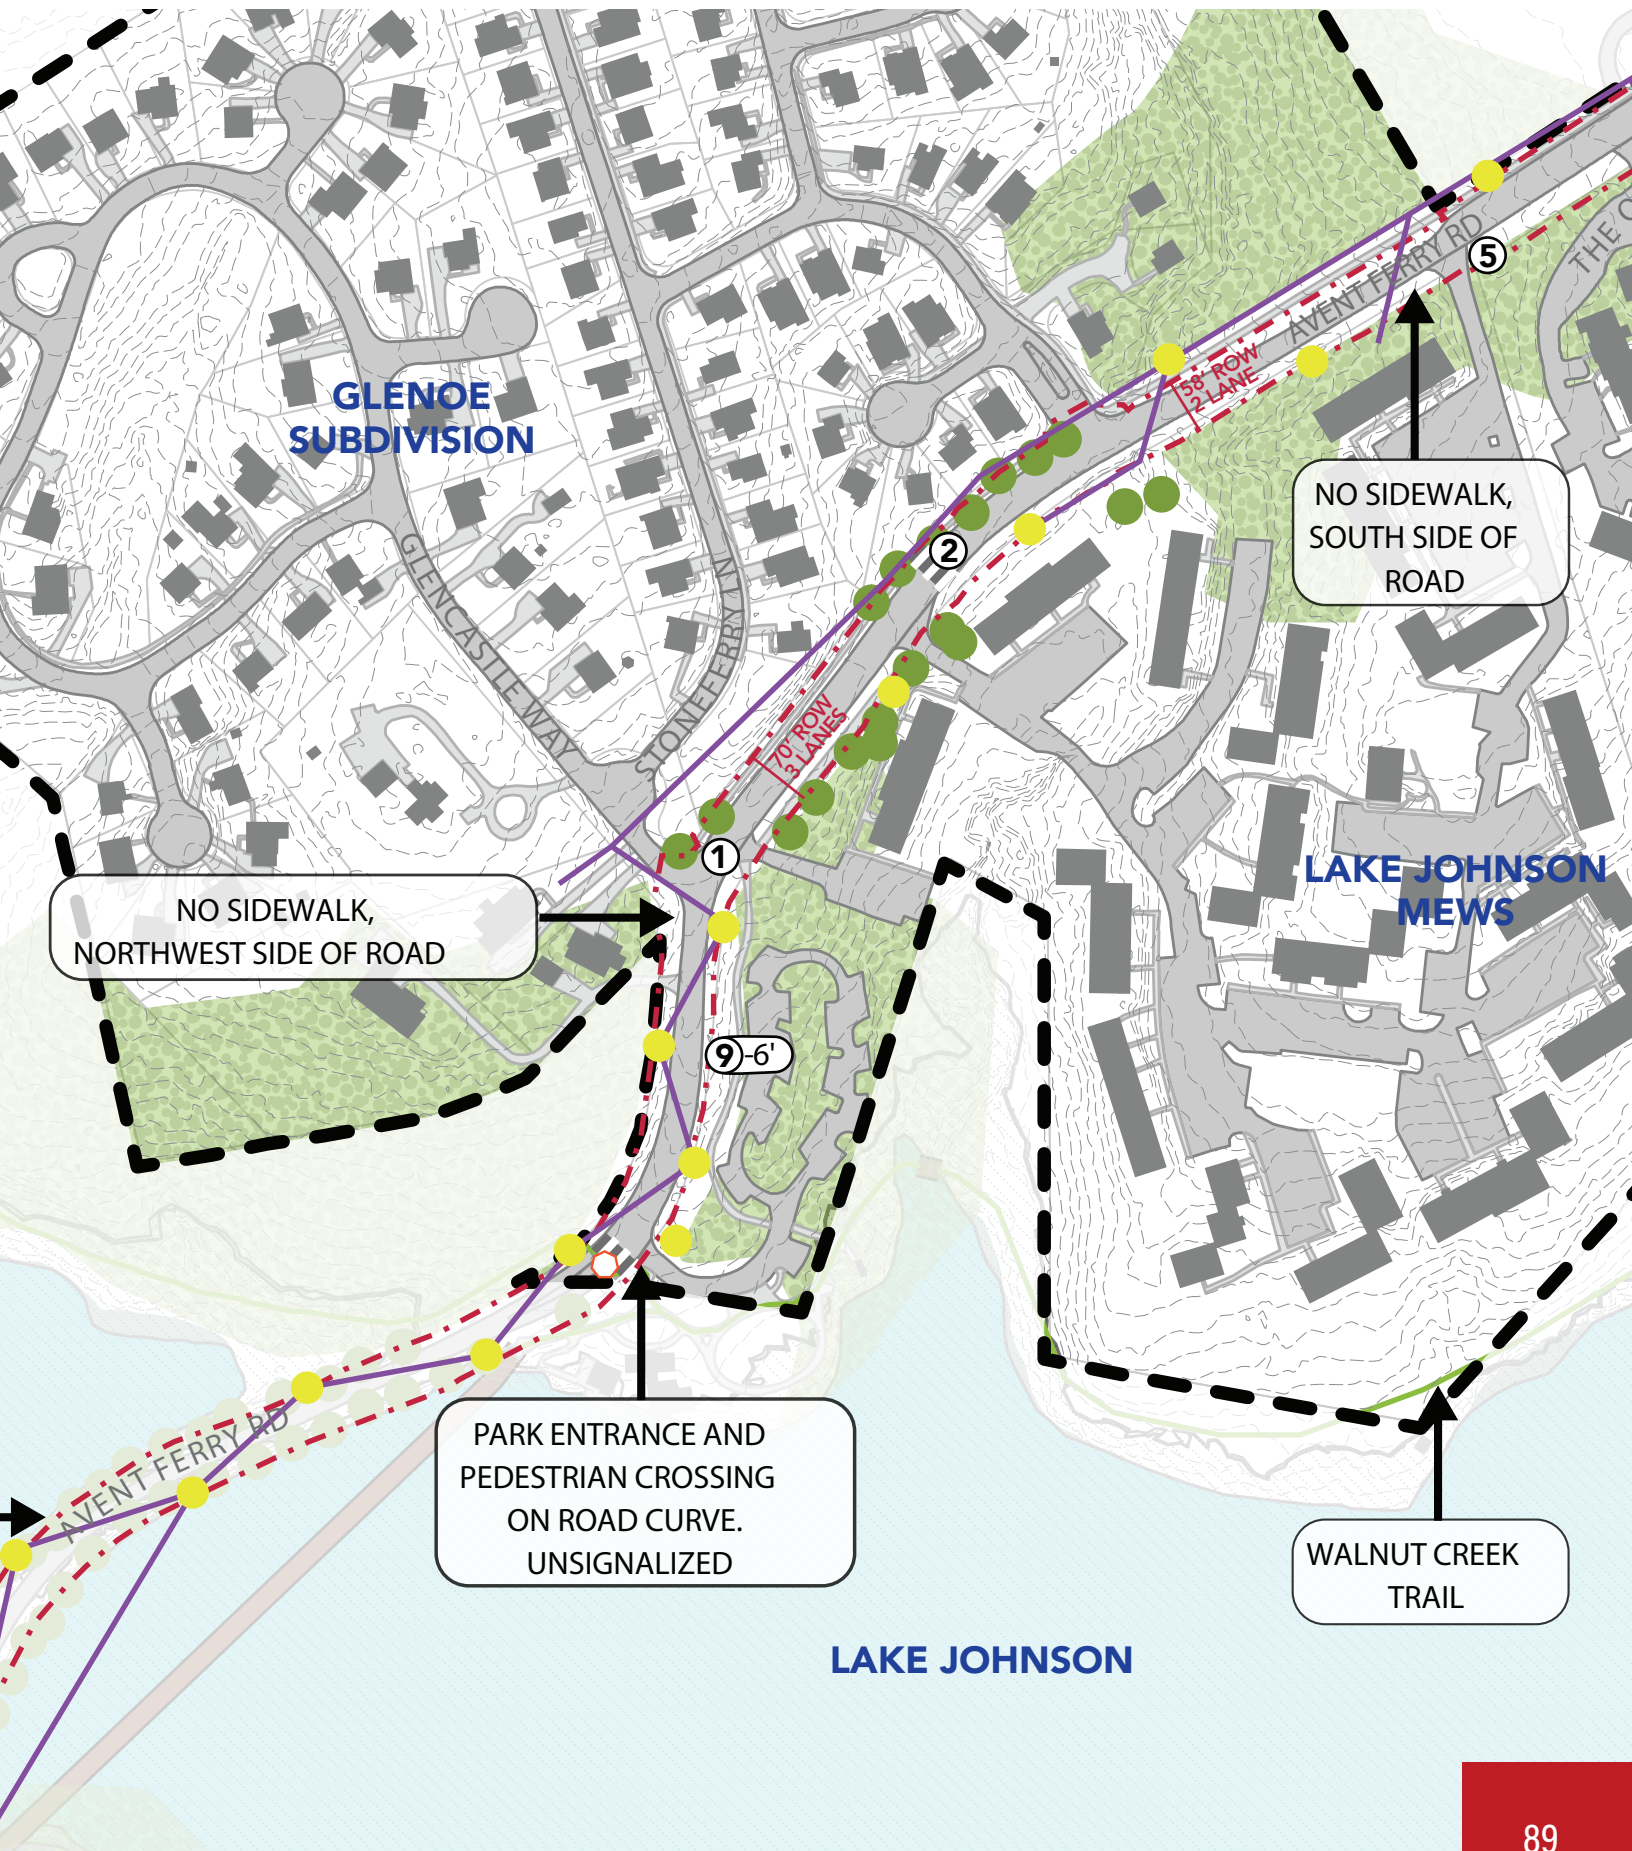 GLENOE
SUBDIVISION
AVENT FERRY RD
5
THE
58' ROW
2 LANE
NO SIDEWALK,
SOUTH SIDE OF
ROAD
2
GLENCASTLE WAY
STONEFERRY
70' ROW
3 LANES
1
NO SIDEWALK,
NORTHWEST SIDE OF ROAD
LAKE JOHNSON
MEWS
9-6'
AVENT FERRY RD
PARK ENTRANCE AND
PEDESTRIAN CROSSING
ON ROAD CURVE.
UNSIGNALIZED
WALNUT CREEK
TRAIL
LAKE JOHNSON
89